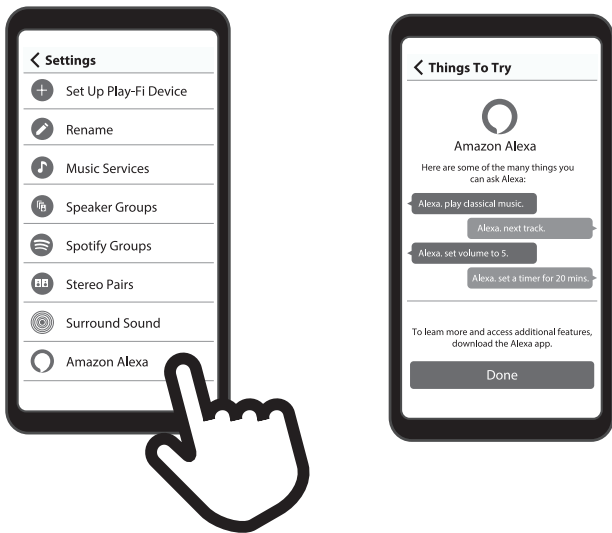 Settings
Set Up Play-Fi Device
Rename
Music Services
Speaker Groups
Spotify Groups
Stereo Pairs
Surround Sound
Amazon Alexa
Things To Try
Amazon Alexa
Here are some of the many things you
can ask Alexa:
Alexa. play classical music.
Alexa. next track.
Alexa. set volume to 5.
Alexa. set a timer for 20 mins.
To leam more and access additional features,
download the Alexa app.
Done